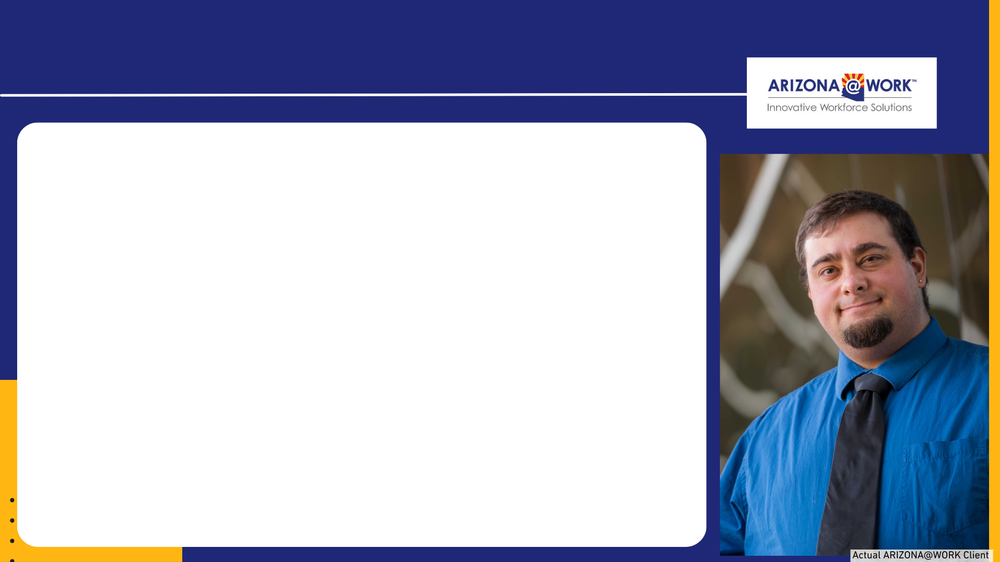 ARIZONA@WORK™
Innovative Workforce Solutions
Actual ARIZONA@WORK Client